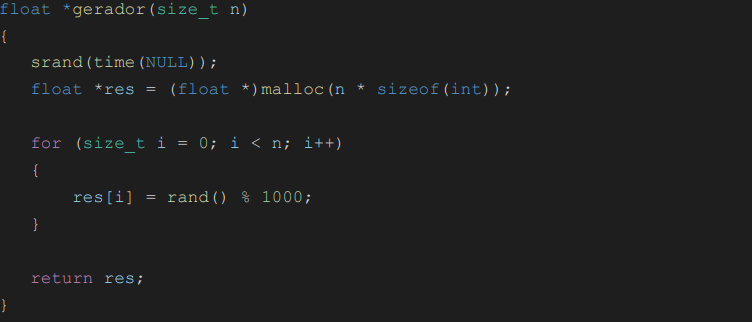 float *gerador(size_t n)
{
srand(time(NULL));
float *res = (float *)malloc(n * sizeof(int));
for (size_t i = 0; i < n; i++)
{
res[i] = rand() % 1000;
}
return res;
}